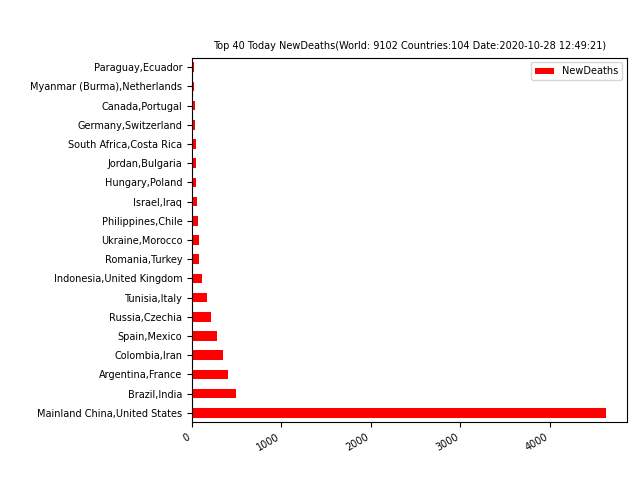 Top 40 Today NewDeaths(World: 9102 Countries:104 Date:2020-10-28 12:49:21)
NewDeaths
Paraguay,Ecuador
Myanmar (Burma),Netherlands
Canada,Portugal
Germany,Switzerland
South Africa,Costa Rica
Jordan,Bulgaria
Hungary,Poland
Israel,Iraq
Philippines,Chile
Ukraine,Morocco
Romania,Turkey
Indonesia,United Kingdom
Tunisia,Italy
Russia,Czechia
Spain,Mexico
Colombia,Iran
Argentina,France
Brazil,India
Mainland China,United States
0 1000 2000 3000 4000